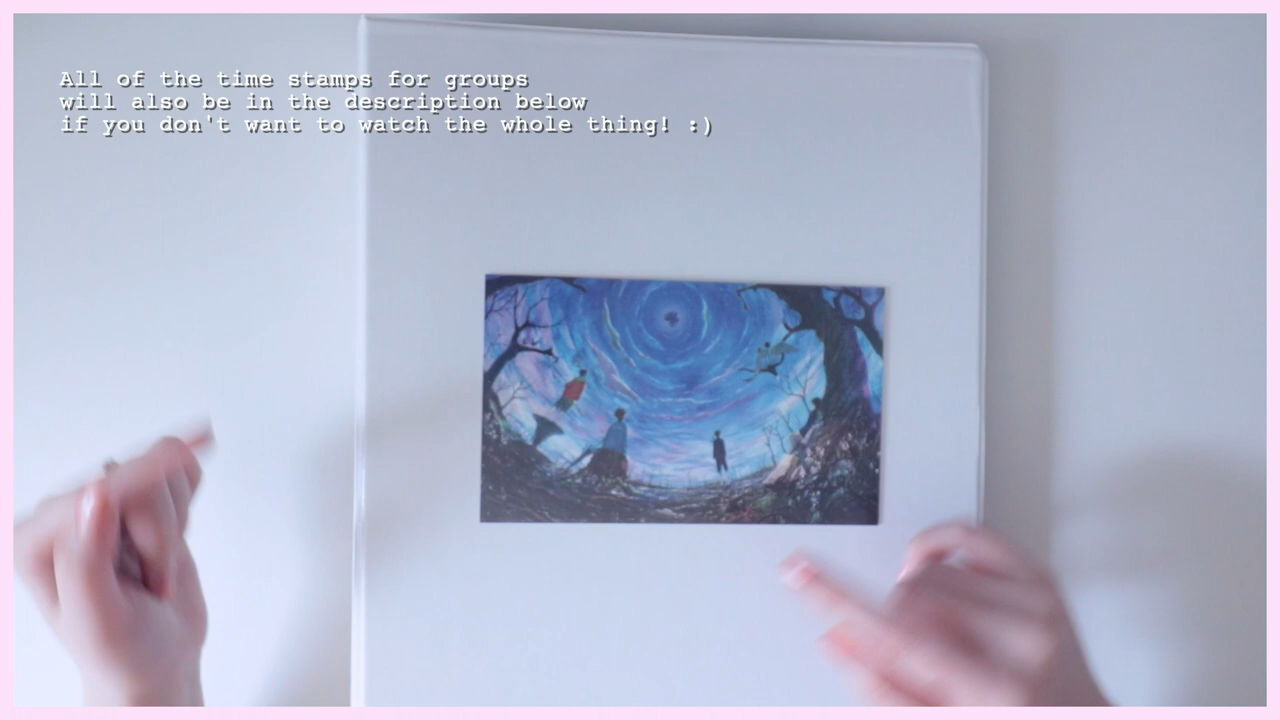 All of the time stamps for groups
will also be in the description below
if you don't want to watch the whole thing! :)